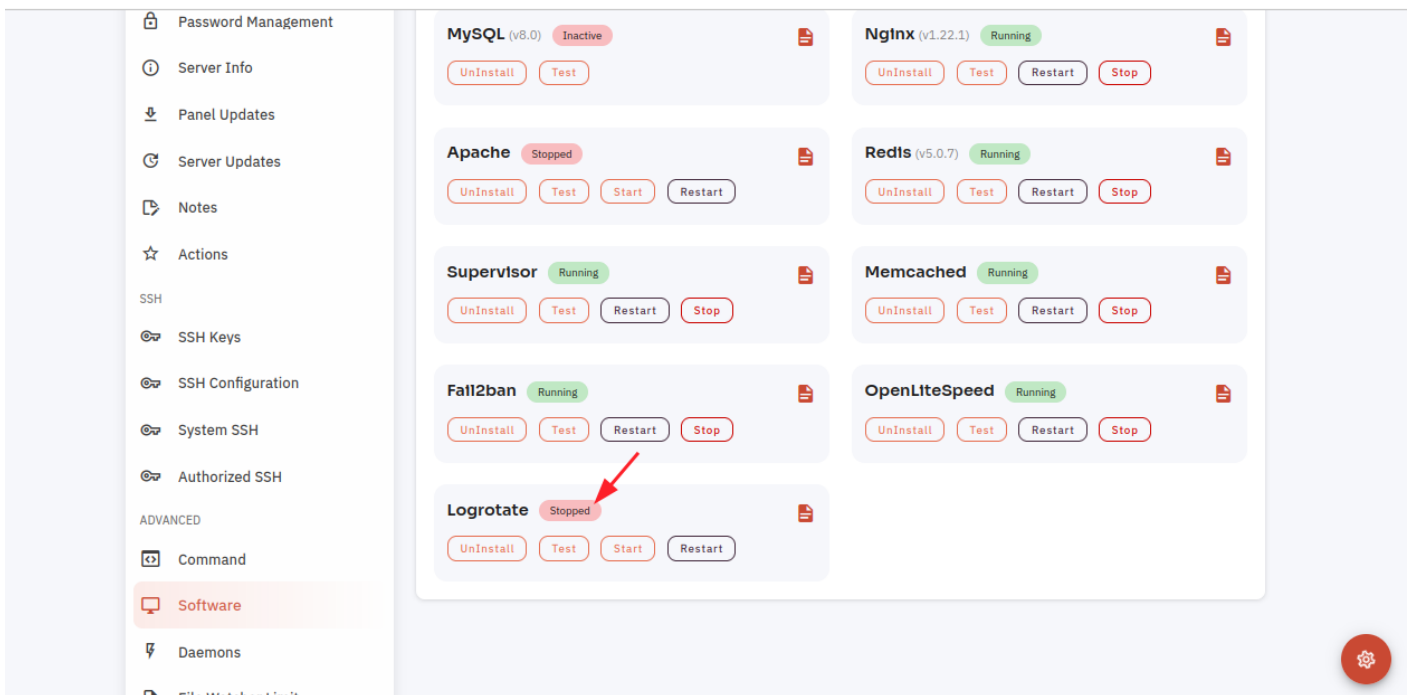 Password Management
Server Info
Panel Updates
Server Updates
Notes
Actions
SSH
SSH Keys
SSH Configuration
System SSH
Authorized SSH
ADVANCED
Command
Software
Daemons
MySQL (v8.0) Inactive
UnInstall Test
Nginx (v1.22.1) Running
UnInstall Test Restart Stop
Apache Stopped
UnInstall Test Start Restart
Redis (v5.0.7) Running
UnInstall Test Restart Stop
Supervisor Running
UnInstall Test Restart Stop
Memcached Running
UnInstall Test Restart Stop
Fail2ban Running
UnInstall Test Restart Stop
OpenLiteSpeed Running
UnInstall Test Restart Stop
Logrotate Stopped
UnInstall Test Start Restart